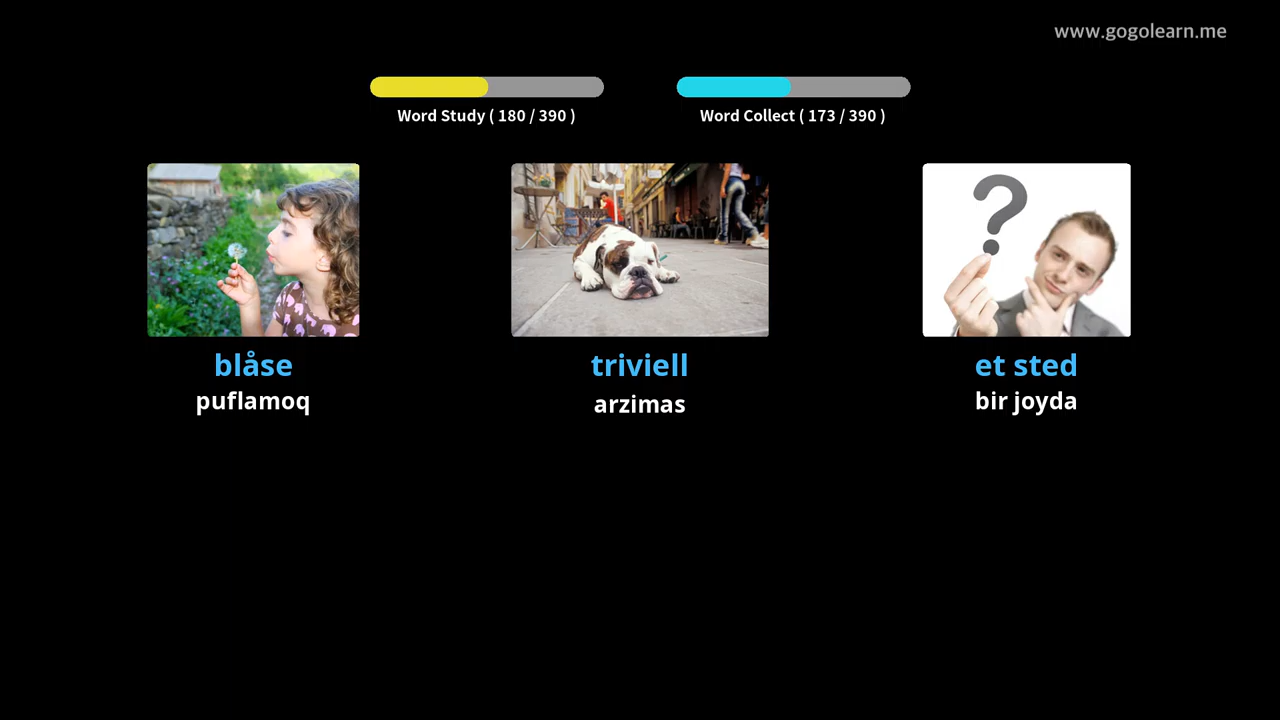 www.gogolearn.me
Word Study ( 180 / 390 )
Word Collect ( 173 / 390 )
blåse
puflamoq
triviell
arzimas
et sted
bir joyda